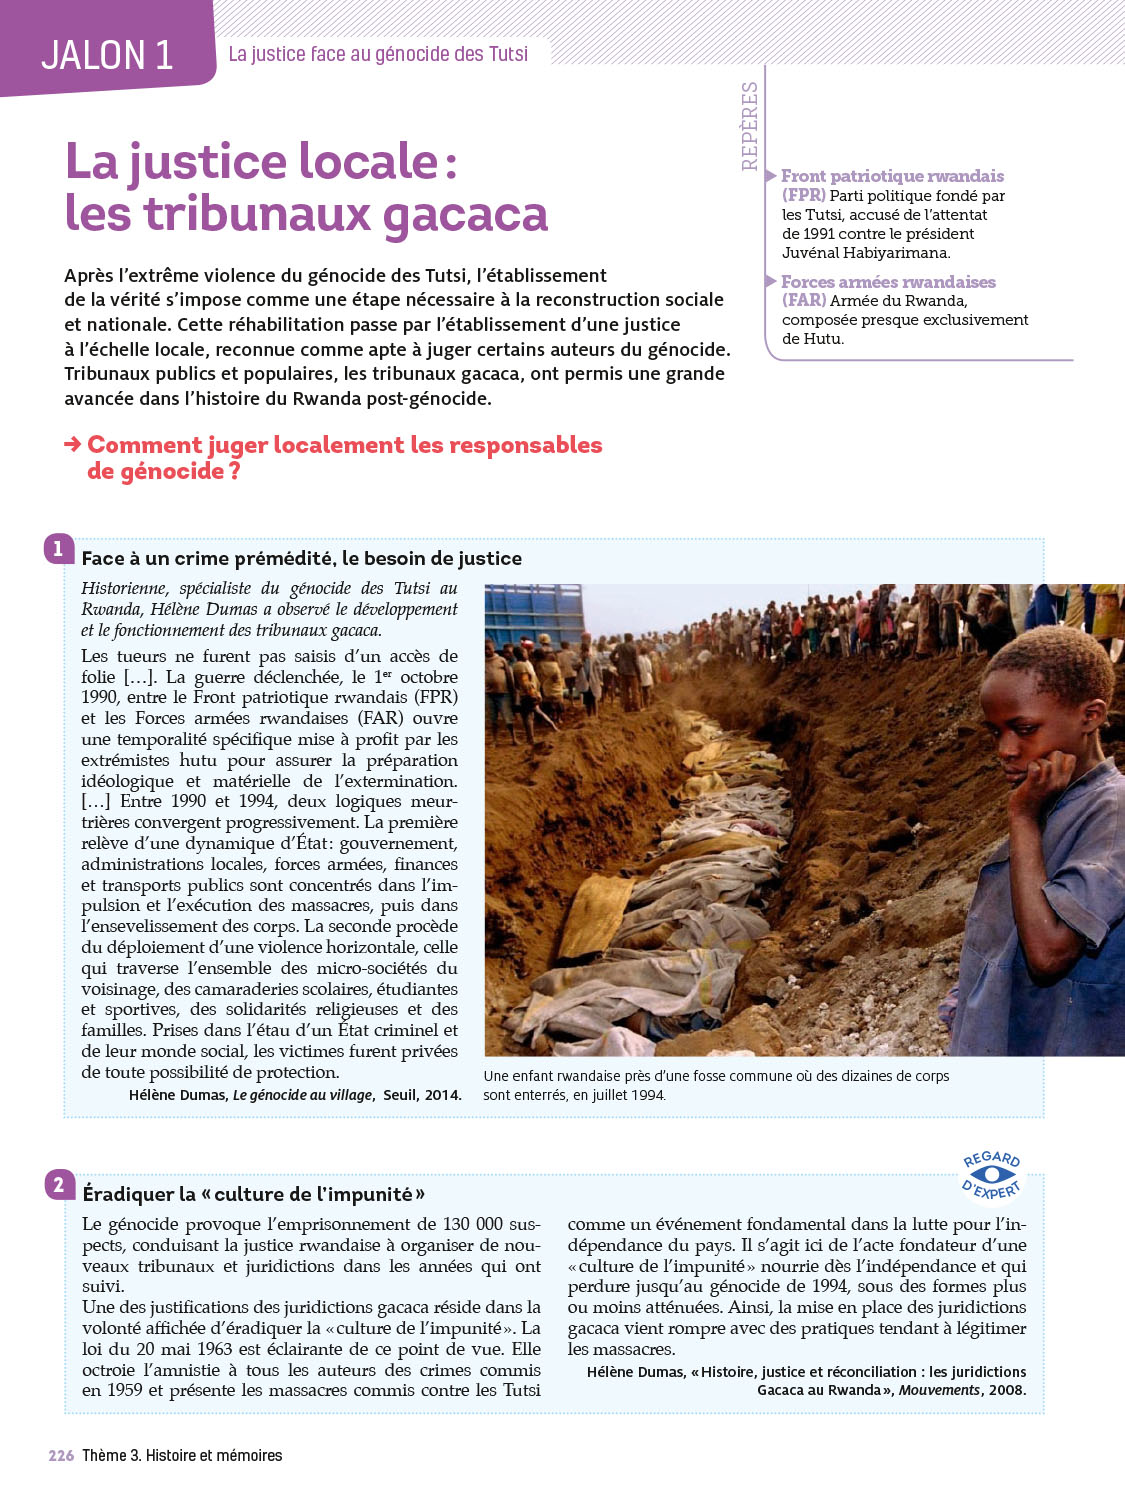 JALON 1
La justice face au génocide des Tutsi
REPÈRES
Front patriotique rwandais
(FPR) Parti politique fondé par
les Tutsi, accusé de l'attentat
de 1991 contre le président
Juvénal Habiyarimana.
Forces armées rwandaises
(FAR) Armée du Rwanda,
composée presque exclusivement
de Hutu.
La justice locale :
les tribunaux gacaca
Après l'extrême violence du génocide des Tutsi, l'établissement
de la vérité s'impose comme une étape nécessaire à la reconstruction sociale
et nationale. Cette réhabilitation passe par l'établissement d'une justice
à l'échelle locale, reconnue comme apte à juger certains auteurs du génocide.
Tribunaux publics et populaires, les tribunaux gacaca, ont permis une grande
avancée dans l'histoire du Rwanda post-génocide.
→ Comment juger localement les responsables
de génocide ?
1
Face à un crime prémédité, le besoin de justice
Historienne, spécialiste du génocide des Tutsi au
Rwanda, Hélène Dumas a observé le développement
et le fonctionnement des tribunaux gacaca.
Les tueurs ne furent pas saisis d'un accès de
folie […]. La guerre déclenchée, le 1er octobre
1990, entre le Front patriotique rwandais (FPR)
et les Forces armées rwandaises (FAR) ouvre
une temporalité spécifique mise à profit par les
extrémistes hutu pour assurer la préparation
idéologique et matérielle de l'extermination.
[…] Entre 1990 et 1994, deux logiques meur-
trières convergent progressivement. La première
relève d'une dynamique d'État : gouvernement,
administrations locales, forces armées, finances
et transports publics sont concentrés dans l'im-
pulsion et l'exécution des massacres, puis dans
l'ensevelissement des corps. La seconde procède
du déploiement d'une violence horizontale, celle
qui traverse l'ensemble des micro-sociétés du
voisinage, des camaraderies scolaires, étudiantes
et sportives, des solidarités religieuses et des
familles. Prises dans l'étau d'un État criminel et
de leur monde social, les victimes furent privées
de toute possibilité de protection.
Hélène Dumas, Le génocide au village, Seuil, 2014.
Une enfant rwandaise près d'une fosse commune où des dizaines de corps
sont enterrés, en juillet 1994.
REGARD
D'EXPERT
2
Éradiquer la « culture de l'impunité »
Le génocide provoque l'emprisonnement de 130 000 sus-
pects, conduisant la justice rwandaise à organiser de nou-
veaux tribunaux et juridictions dans les années qui ont
suivi.
Une des justifications des juridictions gacaca réside dans la
volonté affichée d'éradiquer la « culture de l'impunité ». La
loi du 20 mai 1963 est éclairante de ce point de vue. Elle
octroie l'amnistie à tous les auteurs des crimes commis
en 1959 et présente les massacres commis contre les Tutsi
comme un événement fondamental dans la lutte pour l'in-
dépendance du pays. Il s'agit ici de l'acte fondateur d'une
« culture de l'impunité » nourrie dès l'indépendance et qui
perdure jusqu'au génocide de 1994, sous des formes plus
ou moins atténuées. Ainsi, la mise en place des juridictions
gacaca vient rompre avec des pratiques tendant à légitimer
les massacres.
Hélène Dumas, « Histoire, justice et réconciliation : les juridictions
Gacaca au Rwanda », Mouvements, 2008.
226 Thème 3. Histoire et mémoires